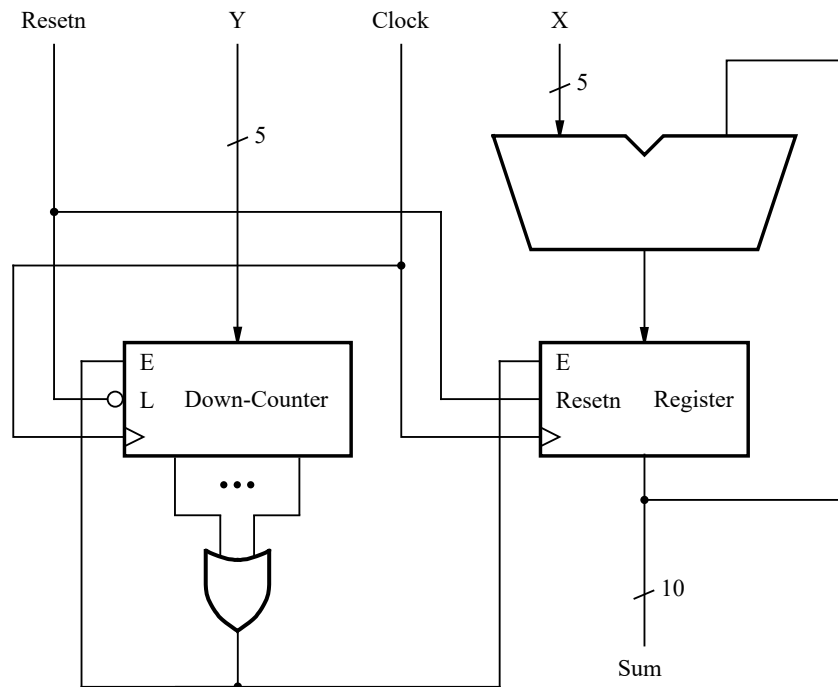 Resetn Y Clock X
5
5
E E
L Down-Counter Resetn Register
10
Sum